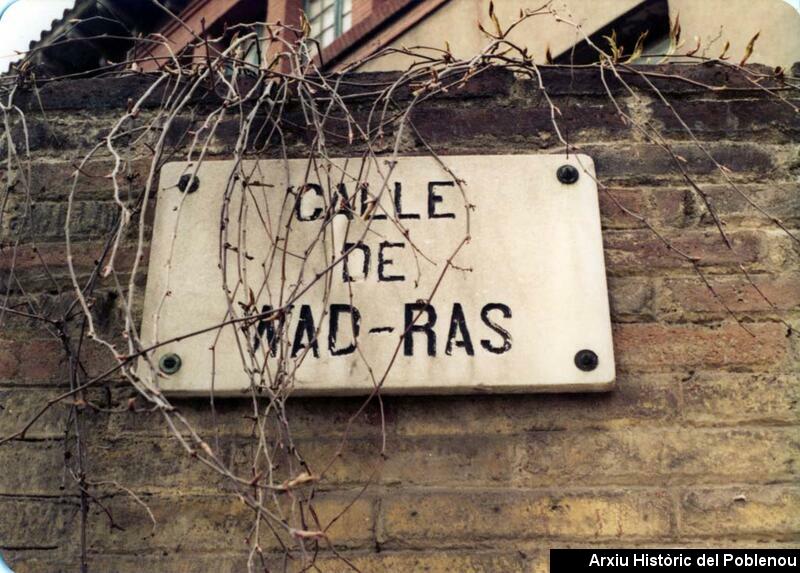 CALLE
DE
WAD-RAS
Arxiu Històric del Poblenou